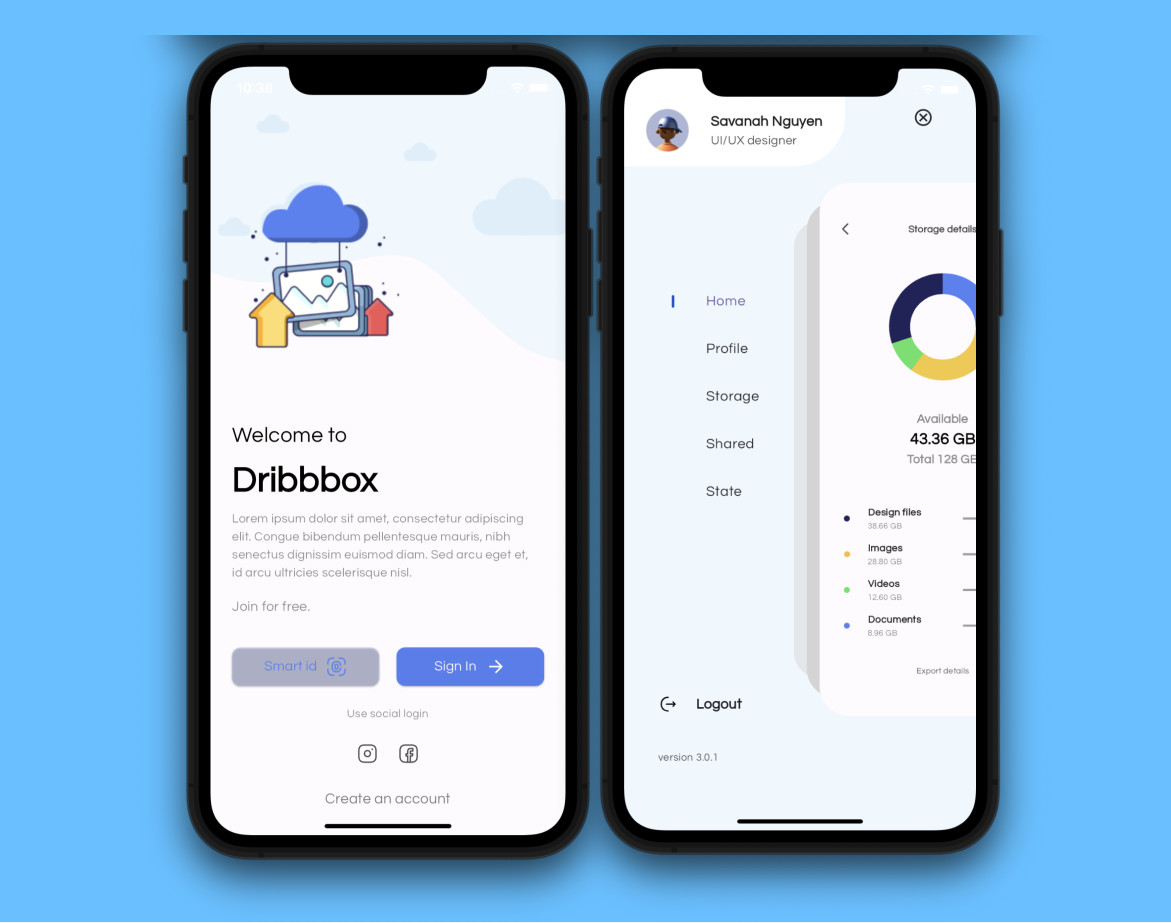 10:38
Welcome to
Dribbbox
Lorem ipsum dolor sit amet, consectetur adipiscing
elit. Congue bibendum pellentesque mauris, nibh
senectus dignissim euismod diam. Sed arcu eget et,
id arcu ultricies scelerisque nisl.
Join for free.
Smart id
Sign In
Use social login
Create an account
Savanah Nguyen
UI/UX designer
Home
Profile
Storage
Shared
State
Logout
version 3.0.1
Storage details
Available
43.36 GB
Total 128 GB
Design files
38.66 GB
Images
28.80 GB
Videos
12.60 GB
Documents
8.96 GB
Export details